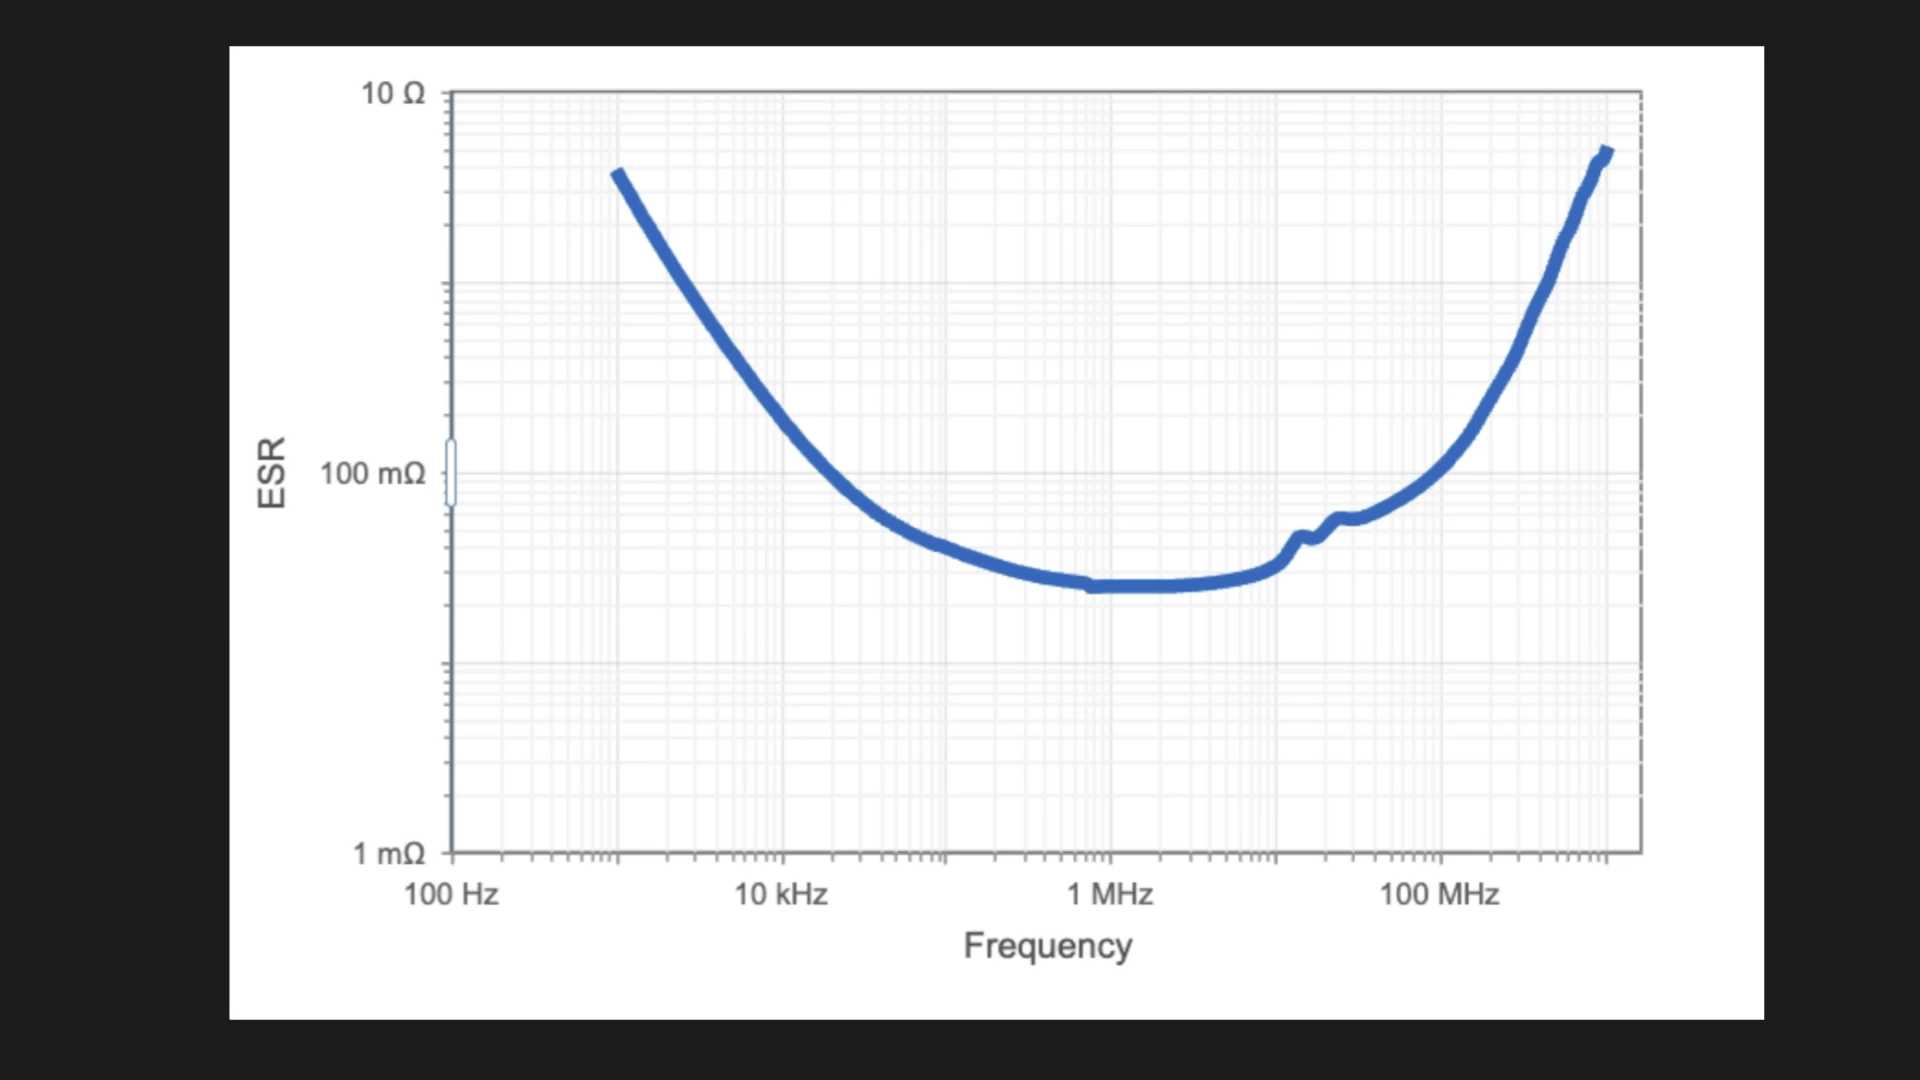 10 Ω
100 mΩ
1 mΩ
ESR
100 Hz 10 kHz 1 MHz 100 MHz
Frequency